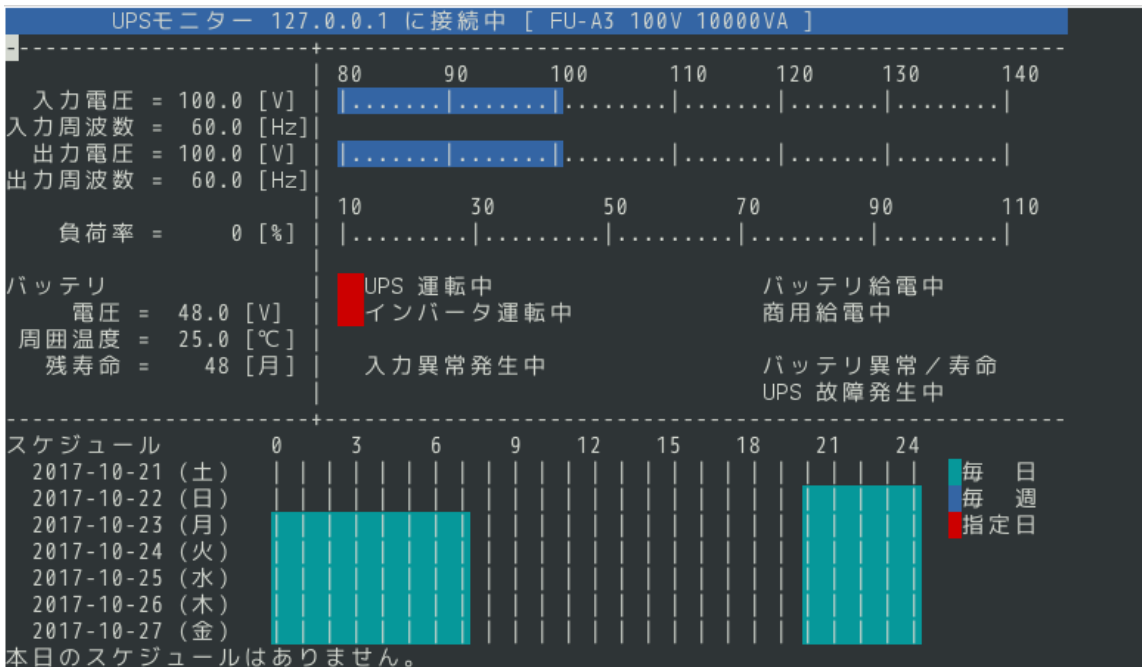 UPSモニター 127.0.0.1 に接続中 [ FU-A3 100V 10000VA ]
80 90 100 110 120 130 140
入力電圧 = 100.0 [V]
入力周波数 = 60.0 [Hz]
出力電圧 = 100.0 [V]
出力周波数 = 60.0 [Hz]
10 30 50 70 90 110
負荷率 = 0 [%]
バッテリ UPS 運転中 バッテリ給電中
電圧 = 48.0 [V] インバータ運転中 商用給電中
周囲温度 = 25.0 [℃]
残寿命 = 48 [月] 入力異常発生中 バッテリ異常／寿命
UPS 故障発生中
スケジュール 0 3 6 9 12 15 18 21 24
2017-10-21 (土) 毎 日
2017-10-22 (日) 毎 週
2017-10-23 (月) 指定日
2017-10-24 (火)
2017-10-25 (水)
2017-10-26 (木)
2017-10-27 (金)
本日のスケジュールはありません。